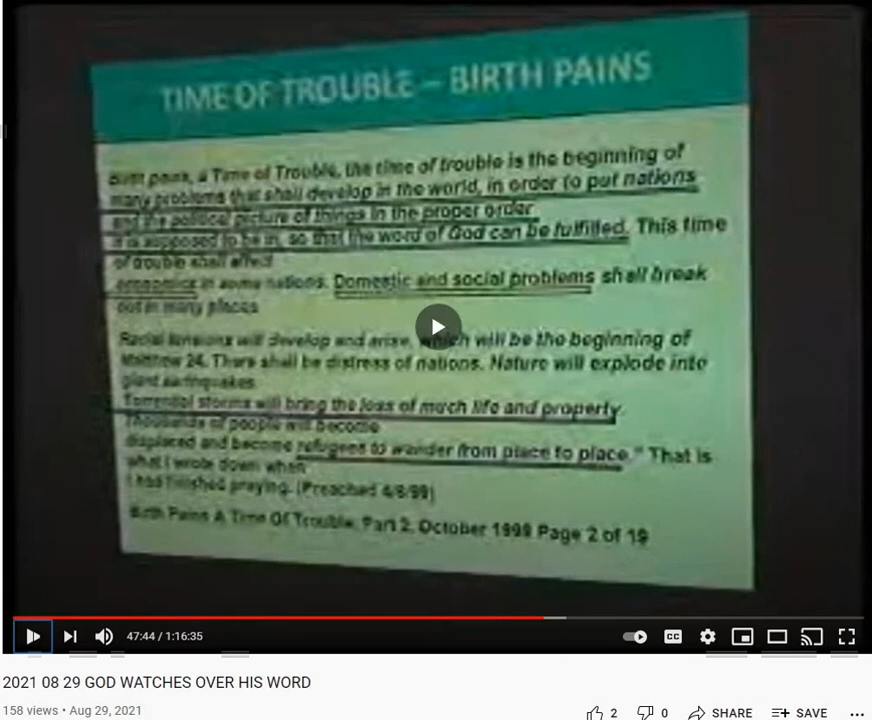 TIME OF TROUBLE – BIRTH PAINS
Birth pains, a Time of Trouble, the time of trouble is the beginning of
many problems that shall develop in the world, in order to put nations
and the political picture of things in the proper order
it is supposed to be in, so that the word of God can be fulfilled. This time
of trouble shall affect
economics in some nations. Domestic and social problems shall break
out in many places
Racial tensions will develop and arise, which will be the beginning of
Matthew 24. There shall be distress of nations. Nature will explode into
giant earthquakes
Torrential storms will bring the loss of much life and property.
Thousands of people will become
displaced and become refugees to wander from place to place." That is
what I wrote down when
I had finished praying. (Preached 4/8/99)
Birth Pains A Time Of Trouble, Part 2, October 1999 Page 2 of 19
47:44 / 1:16:35
CC
2021 08 29 GOD WATCHES OVER HIS WORD
158 views • Aug 29, 2021
2
0
SHARE
SAVE